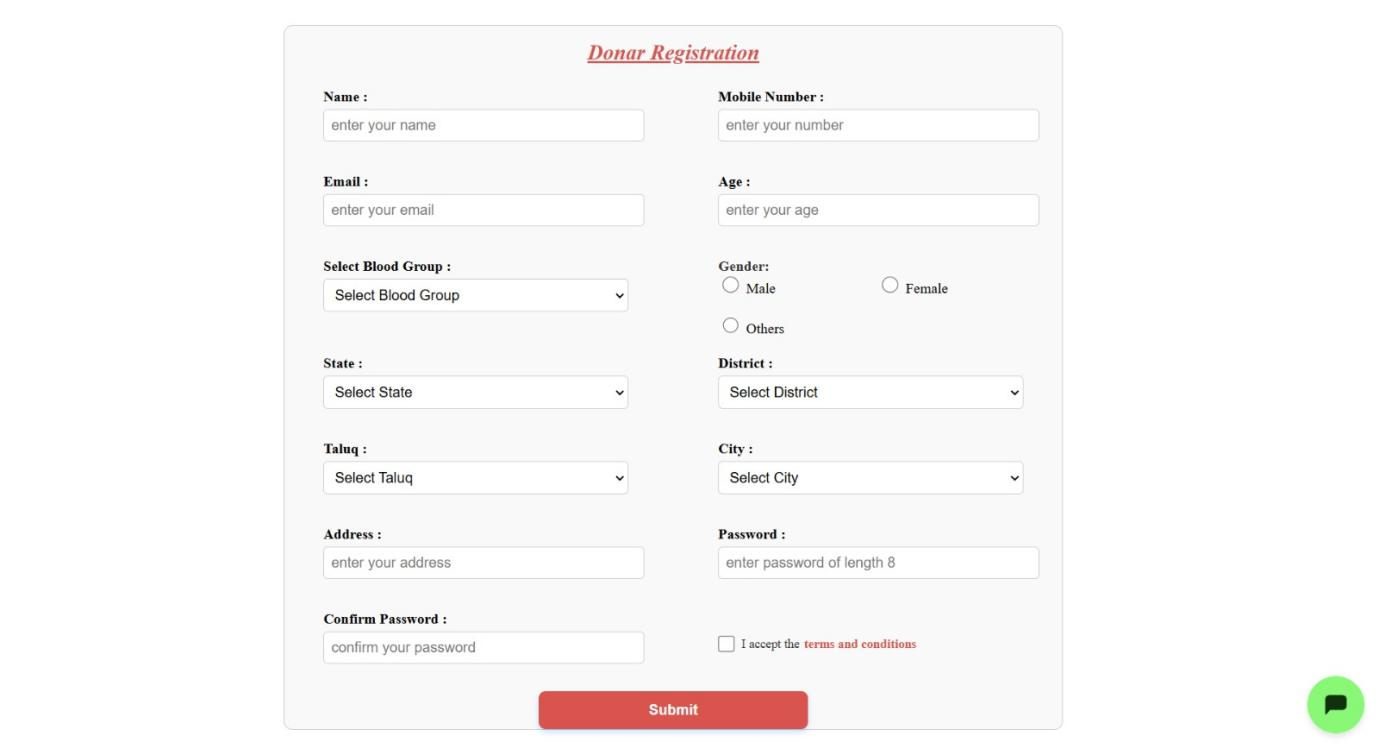 Donar Registration
Name :
Mobile Number :
enter your name
enter your number
Email :
Age :
enter your email
enter your age
Select Blood Group :
Gender:
Select Blood Group
Male
Female
Others
State :
District :
Select State
Select District
Taluq :
City :
Select Taluq
Select City
Address :
Password :
enter your address
enter password of length 8
Confirm Password :
confirm your password
I accept the terms and conditions
Submit